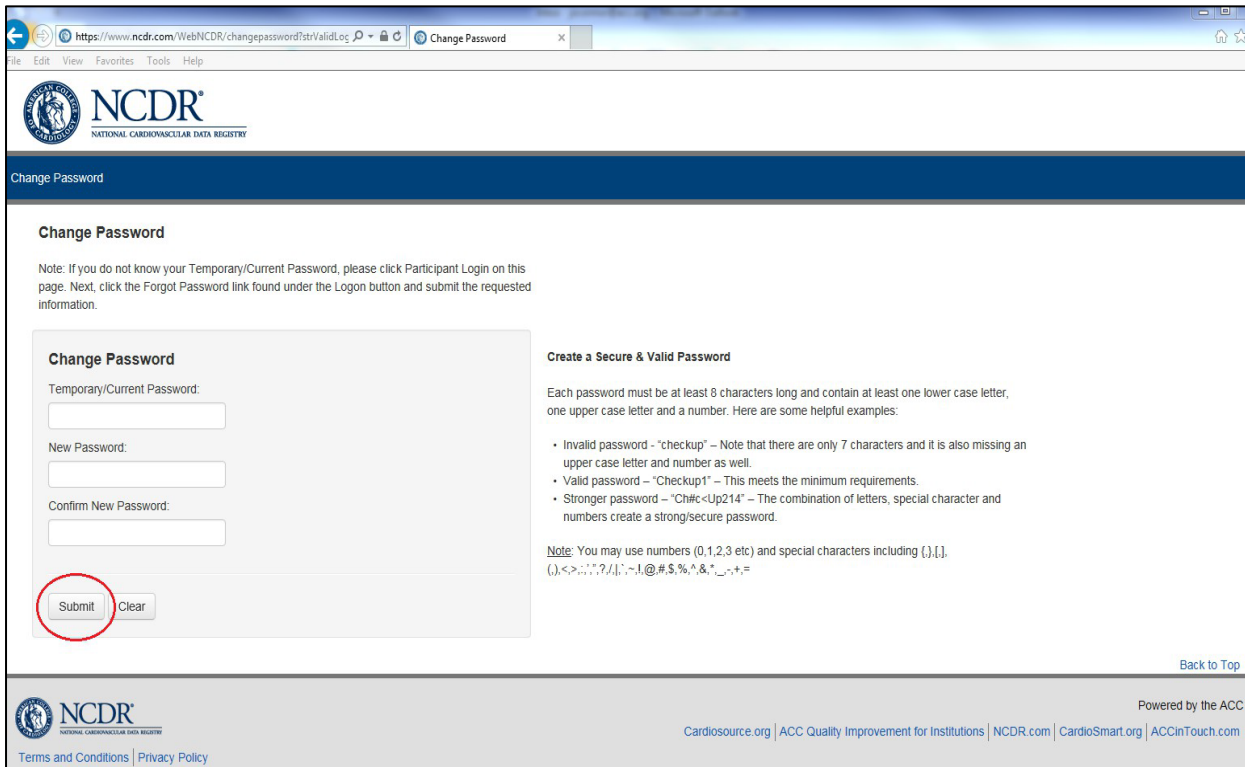 https://www.ncdr.com/WebNCDR/changepassword?strValidLog
Change Password
File Edit View Favorites Tools Help
AMERICAN COLLEGE OF CARDIOLOGY
NCDR®
NATIONAL CARDIOVASCULAR DATA REGISTRY
Change Password
Change Password
Note: If you do not know your Temporary/Current Password, please click Participant Login on this
page. Next, click the Forgot Password link found under the Logon button and submit the requested
information.
Change Password
Temporary/Current Password:
New Password:
Confirm New Password:
Submit Clear
Create a Secure & Valid Password
Each password must be at least 8 characters long and contain at least one lower case letter,
one upper case letter and a number. Here are some helpful examples:
• Invalid password - “checkup” – Note that there are only 7 characters and it is also missing an
upper case letter and number as well.
• Valid password – “Checkup1” – This meets the minimum requirements.
• Stronger password – “Ch#c<Up214” – The combination of letters, special character and
numbers create a strong/secure password.
Note: You may use numbers (0,1,2,3 etc) and special characters including {,},[,],
(,),<,>,:,',",?,/,|,`,~,!,@,#,$,%,^,&,*,_,-,+,=
Back to Top
NCDR®
NATIONAL CARDIOVASCULAR DATA REGISTRY
Powered by the ACC
Cardiosource.org | ACC Quality Improvement for Institutions | NCDR.com | CardioSmart.org | ACCinTouch.com
Terms and Conditions | Privacy Policy